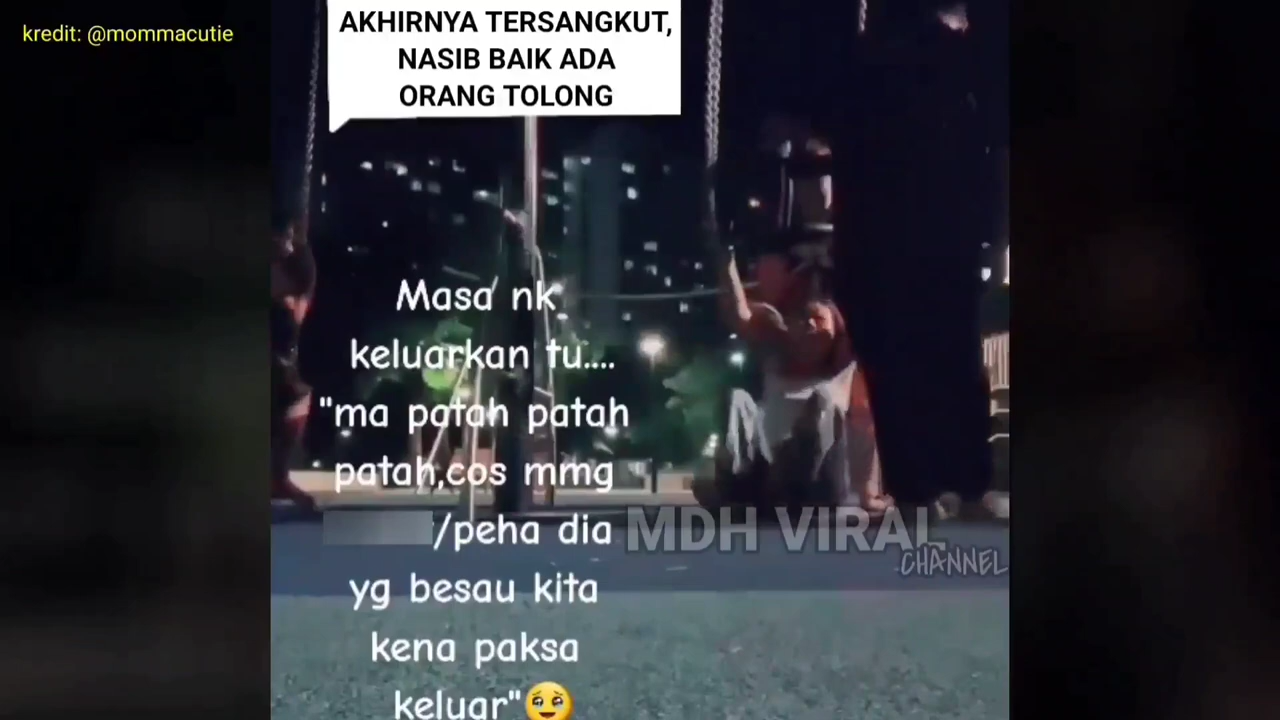 kredit: @mommacutie
AKHIRNYA TERSANGKUT,
NASIB BAIK ADA
ORANG TOLONG
Masa nk
keluarkan tu....
"ma patah patah
patah,cos mmg
/peha dia
yg besau kita
kena paksa
keluar"🥹
MDH VIRAL
CHANNEL